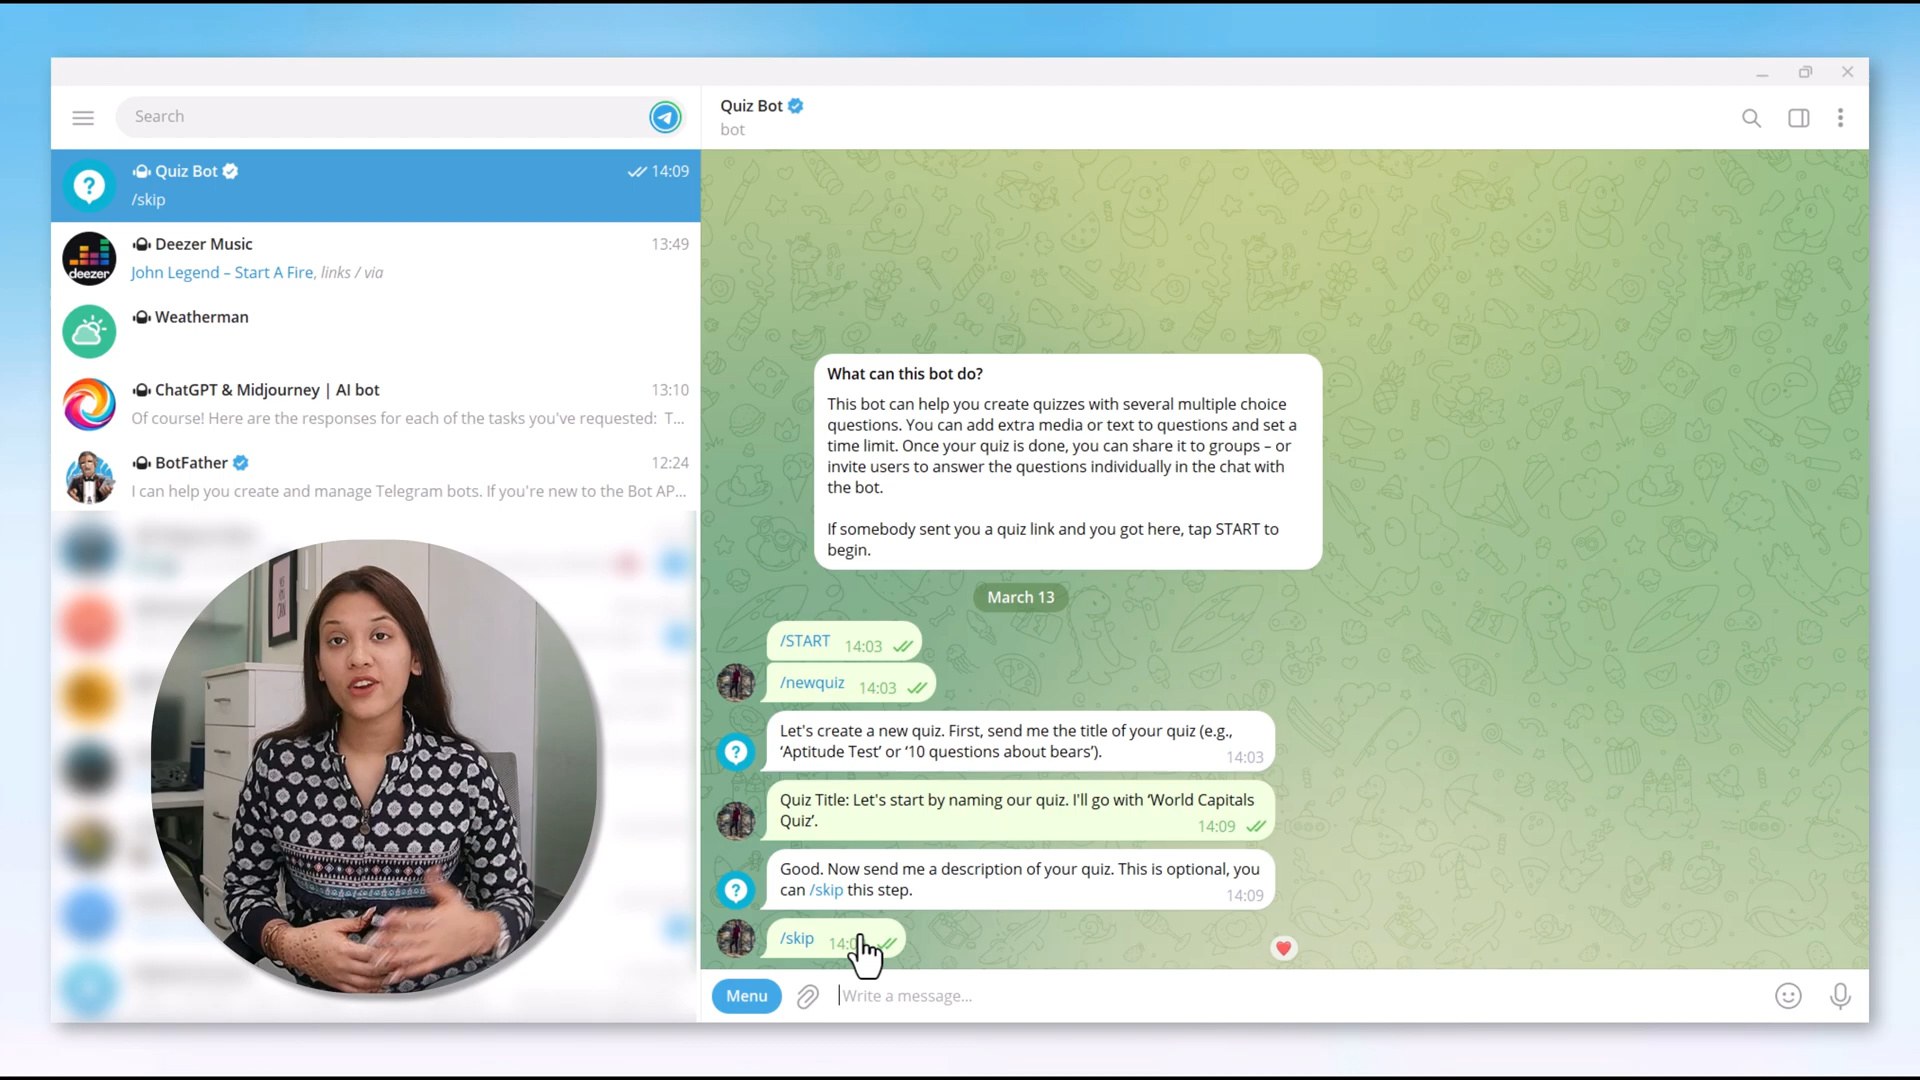 Search
Quiz Bot
bot
Quiz Bot
14:09
/skip
Deezer Music
13:49
deezer
John Legend – Start A Fire, links / via
Weatherman
ChatGPT & Midjourney | AI bot
13:10
Of course! Here are the responses for each of the tasks you've requested: T...
BotFather
12:24
I can help you create and manage Telegram bots. If you're new to the Bot AP...
What can this bot do?
This bot can help you create quizzes with several multiple choice
questions. You can add extra media or text to questions and set a
time limit. Once your quiz is done, you can share it to groups – or
invite users to answer the questions individually in the chat with
the bot.
If somebody sent you a quiz link and you got here, tap START to
begin.
March 13
/START 14:03
/newquiz 14:03
Let's create a new quiz. First, send me the title of your quiz (e.g.,
‘Aptitude Test’ or ‘10 questions about bears’).
14:03
Quiz Title: Let's start by naming our quiz. I'll go with ‘World Capitals
Quiz’.
14:09
Good. Now send me a description of your quiz. This is optional, you
can /skip this step.
14:09
/skip
Menu
Write a message...